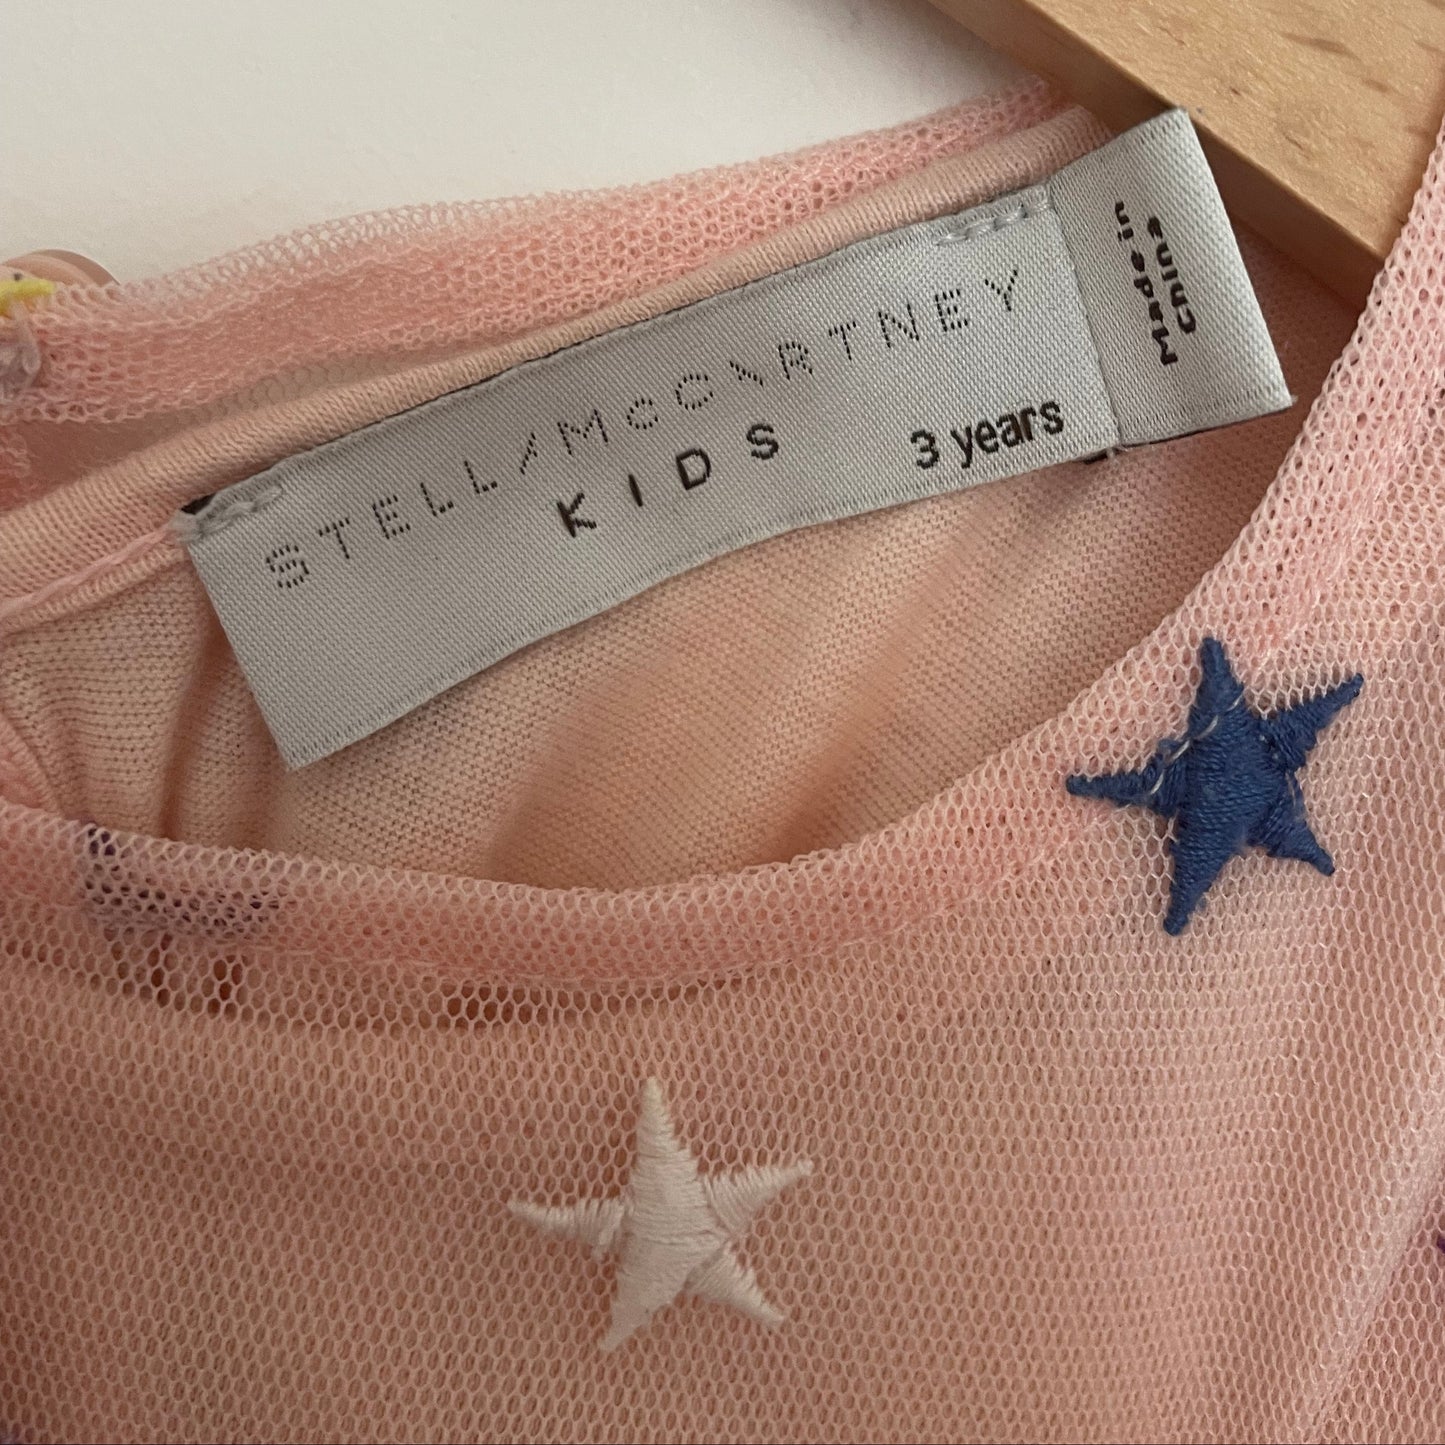 STELLA McCARTNEY
KIDS
3 years
Made in
China